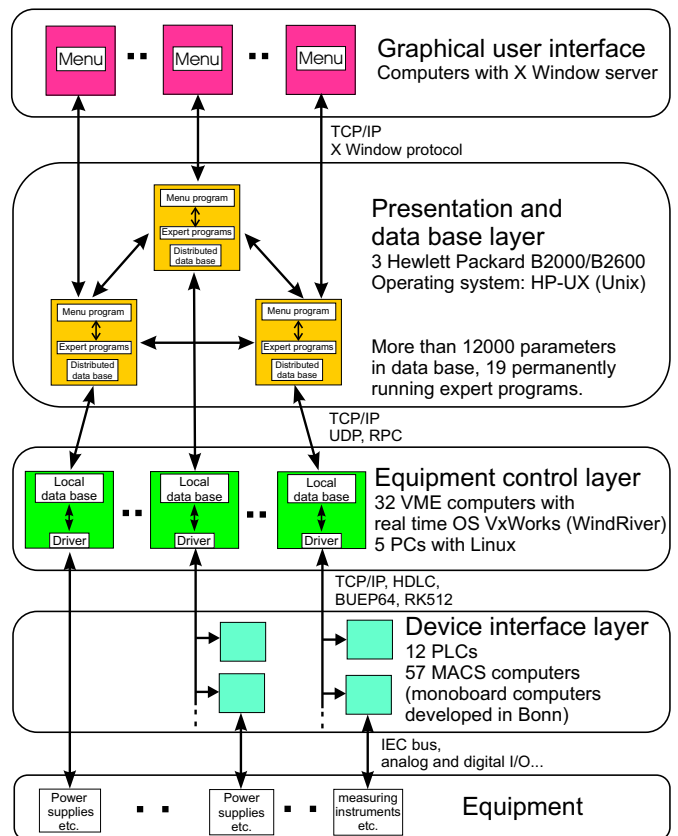 Menu
Menu
Menu
Graphical user interface
Computers with X Window server
TCP/IP
X Window protocol
Menu program
Expert programs
Distributed
data base
Menu program
Expert programs
Distributed
data base
Menu program
Expert programs
Distributed
data base
Presentation and
data base layer
3 Hewlett Packard B2000/B2600
Operating system: HP-UX (Unix)
More than 12000 parameters
in data base, 19 permanently
running expert programs.
TCP/IP
UDP, RPC
Local
data base
Driver
Local
data base
Driver
Local
data base
Driver
Equipment control layer
32 VME computers with
real time OS VxWorks (WindRiver)
5 PCs with Linux
TCP/IP, HDLC,
BUEP64, RK512
Device interface layer
12 PLCs
57 MACS computers
(monoboard computers
developed in Bonn)
IEC bus,
analog and digital I/O...
Power
supplies
etc.
Power
supplies
etc.
measuring
instruments
etc.
Equipment